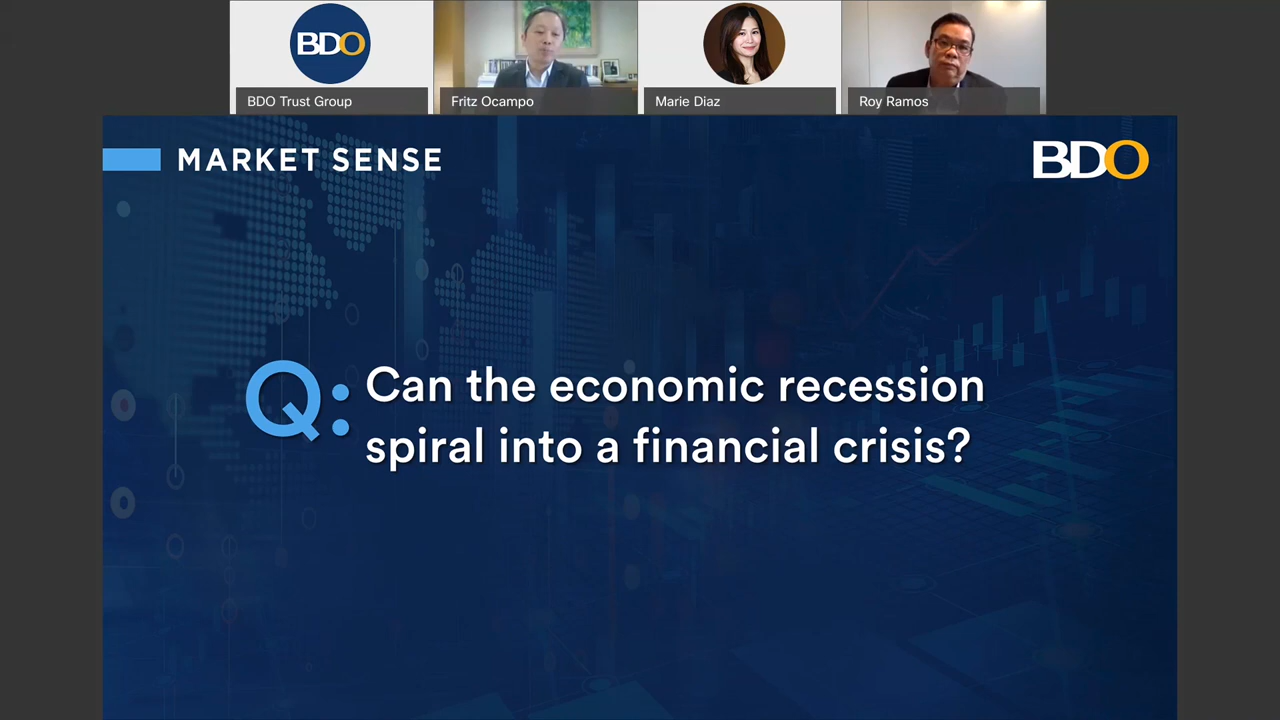 BDO
BDO Trust Group
Fritz Ocampo
Marie Diaz
Roy Ramos
MARKET SENSE
BDO
Q: Can the economic recession
spiral into a financial crisis?